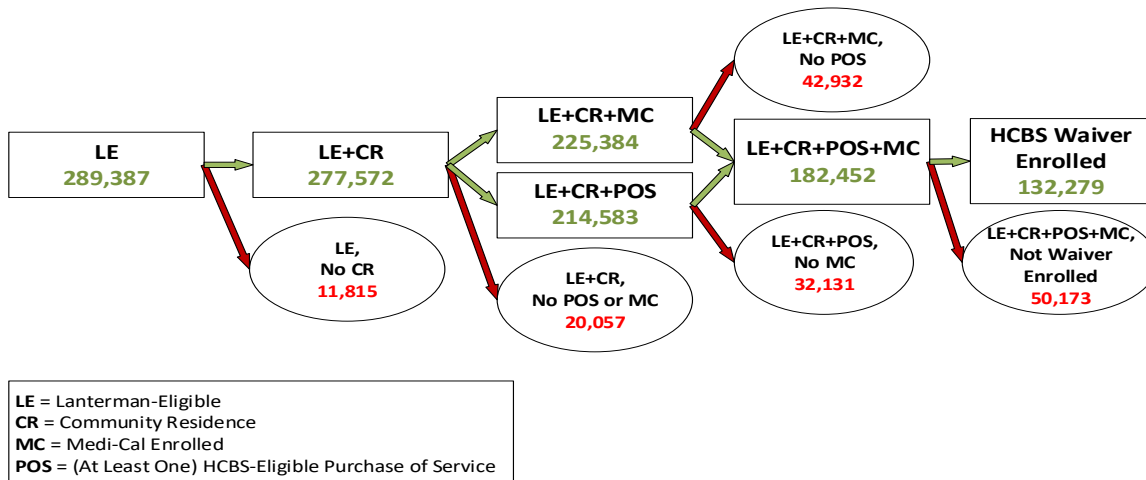 LE
289,387
LE,
No CR
11,815
LE+CR
277,572
LE+CR,
No POS or MC
20,057
LE+CR+MC
225,384
LE+CR+POS
214,583
LE+CR+MC,
No POS
42,932
LE+CR+POS+MC
182,452
LE+CR+POS,
No MC
32,131
HCBS Waiver
Enrolled
132,279
LE+CR+POS+MC,
Not Waiver
Enrolled
50,173
LE = Lanterman-Eligible
CR = Community Residence
MC = Medi-Cal Enrolled
POS = (At Least One) HCBS-Eligible Purchase of Service